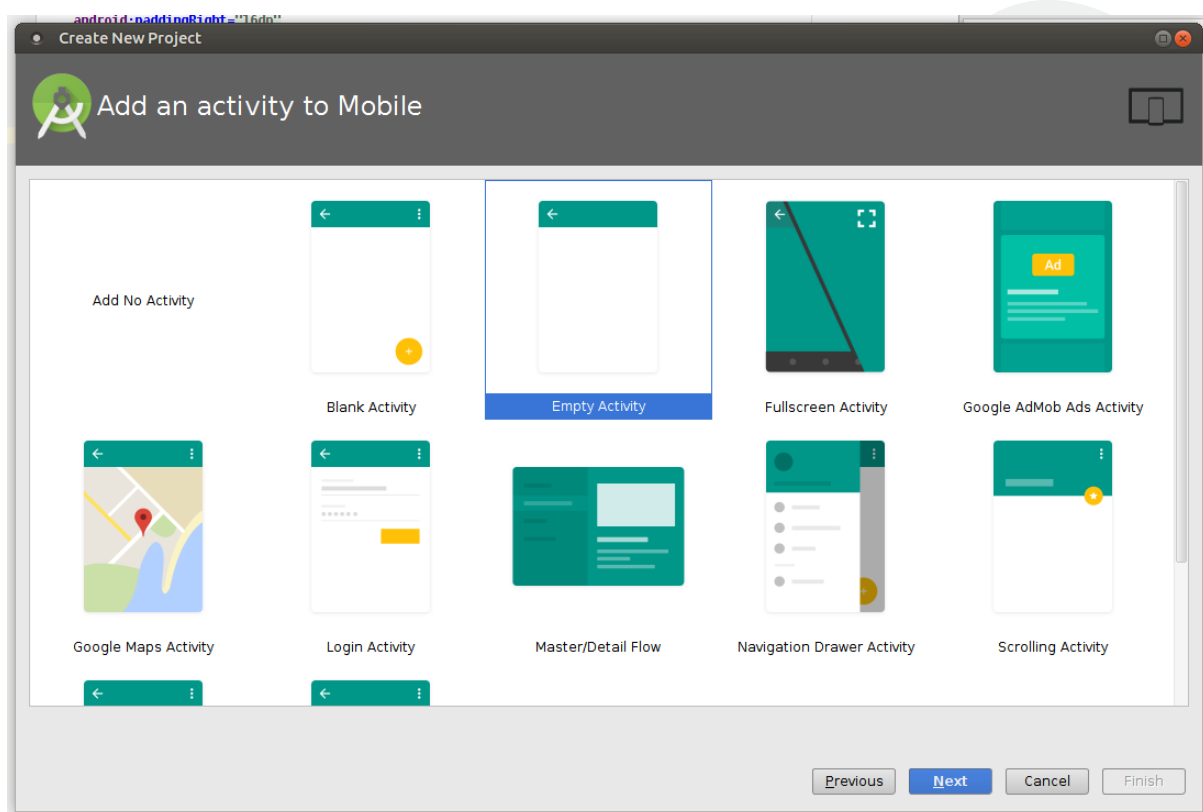 android:paddingRight="16dp"
Create New Project
Add an activity to Mobile
Ad
Add No Activity
Blank Activity
Empty Activity
Fullscreen Activity
Google AdMob Ads Activity
Google Maps Activity
Login Activity
Master/Detail Flow
Navigation Drawer Activity
Scrolling Activity
Previous
Next
Cancel
Finish